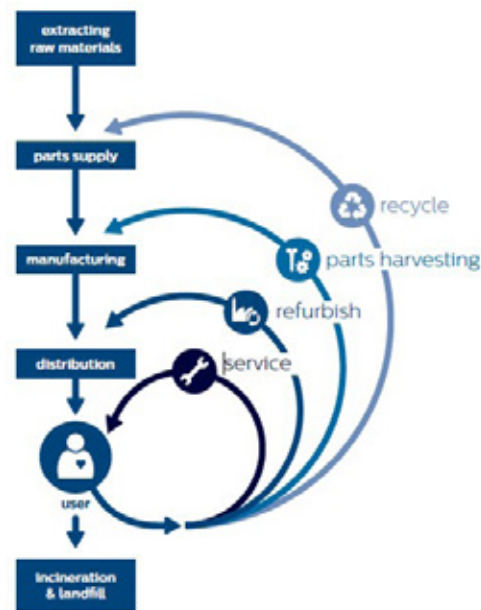 extracting
raw materials
parts supply
recycle
manufacturing
parts harvesting
refurbish
distribution
service
user
incineration
& landfill